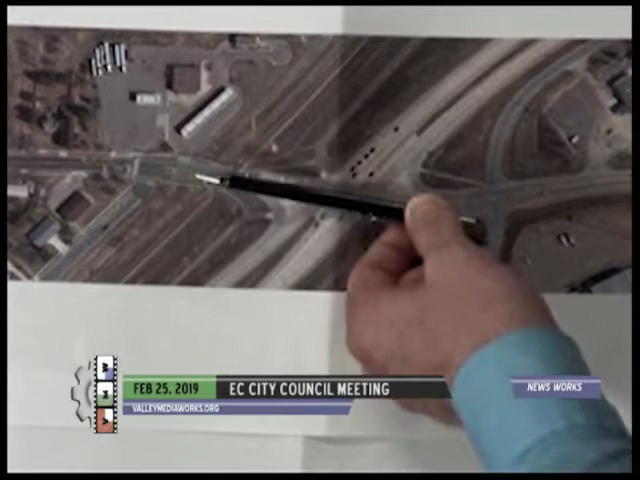 FEB 25, 2019
EC CITY COUNCIL MEETING
NEWS WORKS
VALLEYMEDIAWORKS.ORG
V
M
W